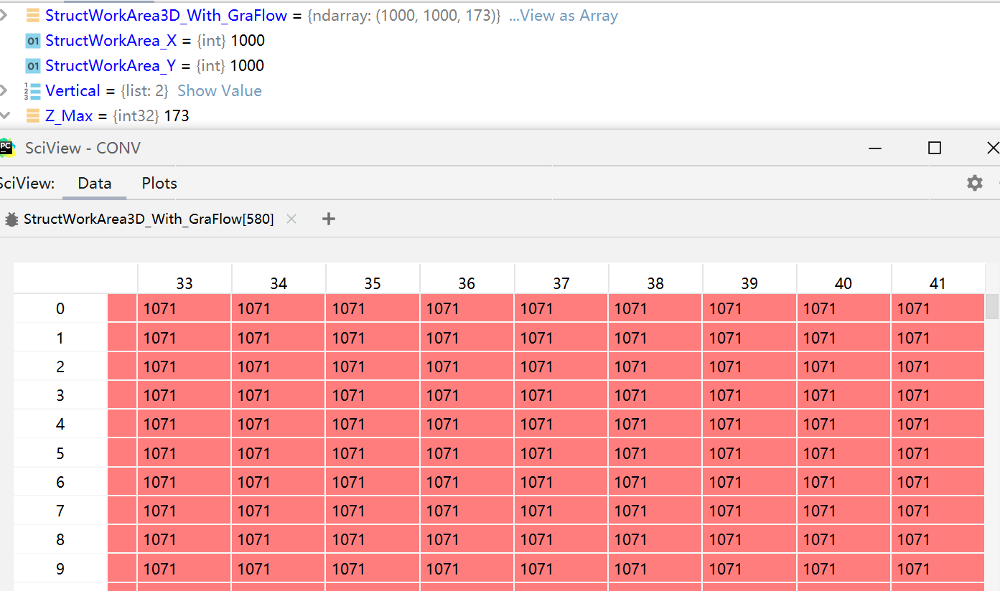 StructWorkArea3D_With_GraFlow = {ndarray: (1000, 1000, 173)} ...View as Array
01 StructWorkArea_X = {int} 1000
01 StructWorkArea_Y = {int} 1000
123 Vertical = {list: 2} Show Value
Z_Max = {int32} 173
PC SciView - CONV
SciView: Data Plots
StructWorkArea3D_With_GraFlow[580]
33 34 35 36 37 38 39 40 41
0 1071 1071 1071 1071 1071 1071 1071 1071 1071
1 1071 1071 1071 1071 1071 1071 1071 1071 1071
2 1071 1071 1071 1071 1071 1071 1071 1071 1071
3 1071 1071 1071 1071 1071 1071 1071 1071 1071
4 1071 1071 1071 1071 1071 1071 1071 1071 1071
5 1071 1071 1071 1071 1071 1071 1071 1071 1071
6 1071 1071 1071 1071 1071 1071 1071 1071 1071
7 1071 1071 1071 1071 1071 1071 1071 1071 1071
8 1071 1071 1071 1071 1071 1071 1071 1071 1071
9 1071 1071 1071 1071 1071 1071 1071 1071 1071